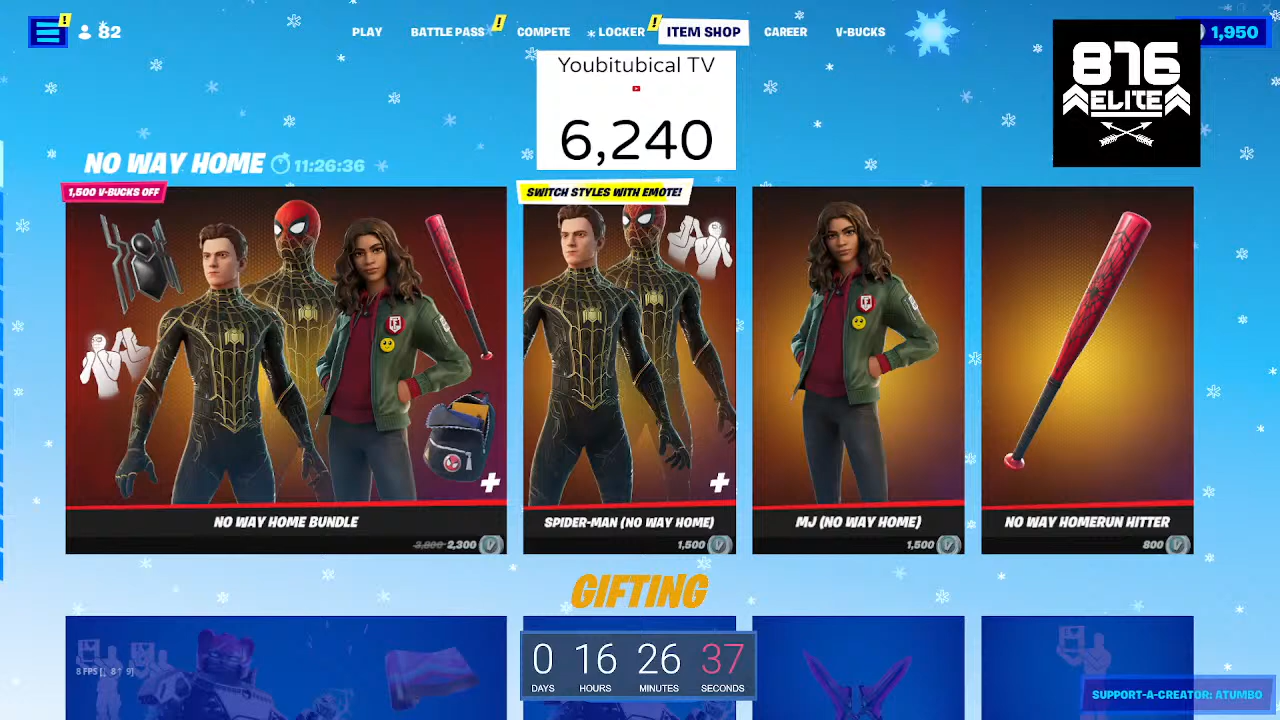 82
PLAY
BATTLE PASS
COMPETE
LOCKER
ITEM SHOP
CAREER
V-BUCKS
1,950
Youbitubical TV
6,240
876
ELITE
NO WAY HOME 11:26:36
1,500 V-BUCKS OFF
SWITCH STYLES WITH EMOTE!
NO WAY HOME BUNDLE
3,800 2,300
SPIDER-MAN (NO WAY HOME)
1,500
MJ (NO WAY HOME)
1,500
NO WAY HOMERUN HITTER
800
GIFTING
0 16 26 37
DAYS HOURS MINUTES SECONDS
SUPPORT-A-CREATOR: ATUMBO